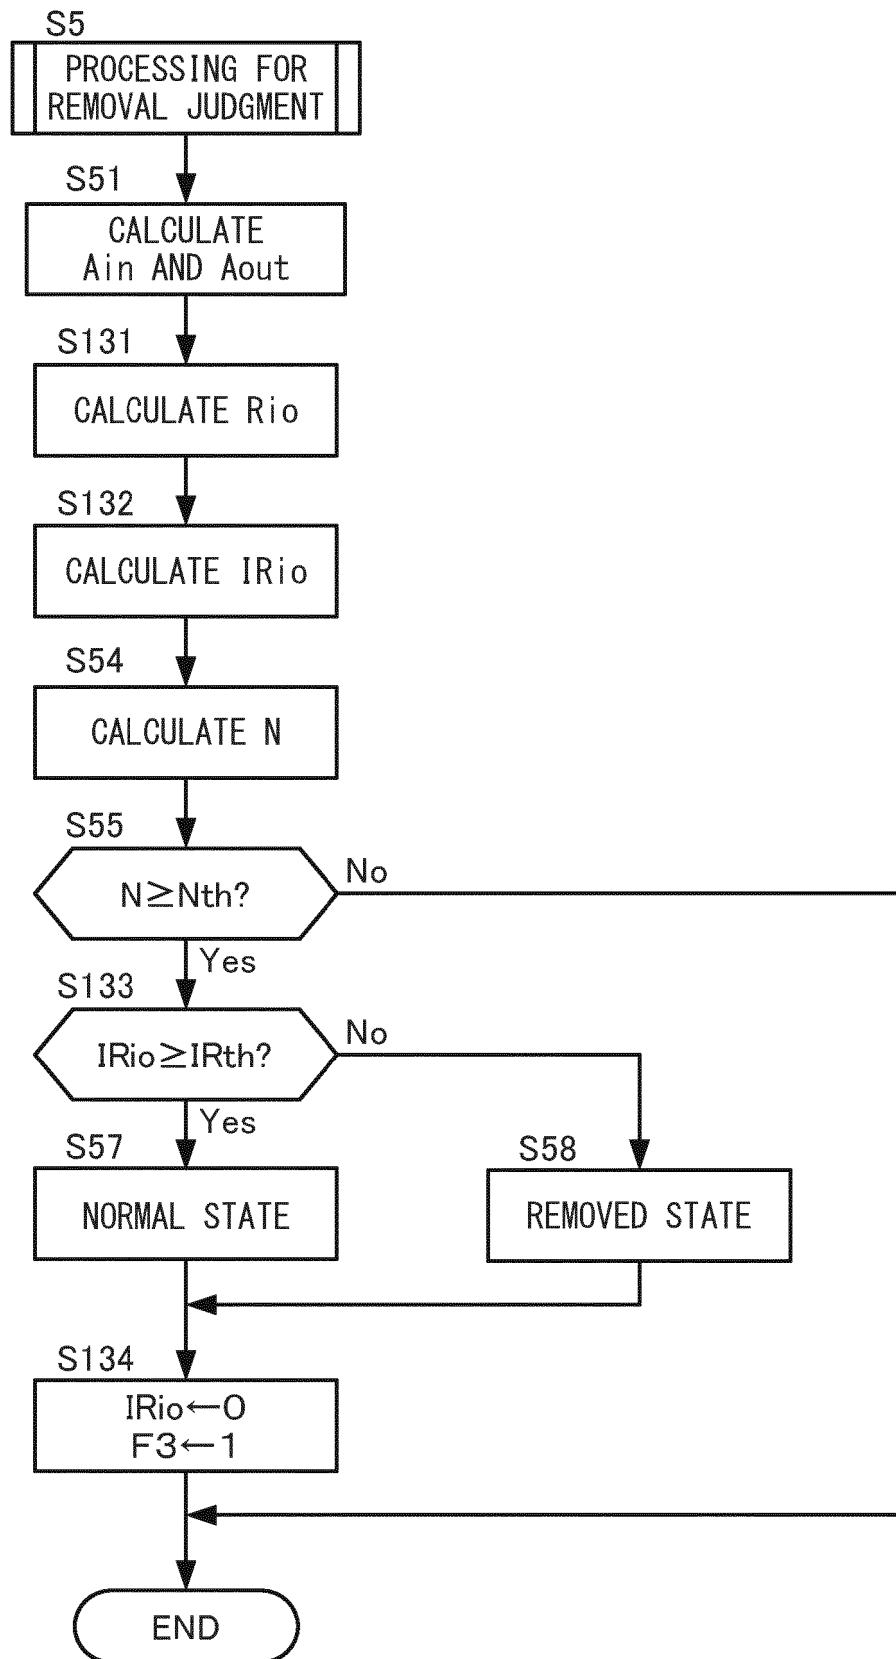 S5
PROCESSING FOR
REMOVAL JUDGMENT
S51
CALCULATE
Ain AND Aout
S131
CALCULATE Rio
S132
CALCULATE IRio
S54
CALCULATE N
S55
N≧Nth?
No
Yes
S133
IRio≧IRth?
No
Yes
S57
NORMAL STATE
S58
REMOVED STATE
S134
IRio←0
F3←1
END